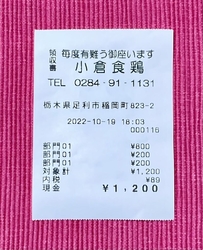 領収書 毎度有難う御座います
小倉食鶏
TEL 0284-91-1131
栃木県足利市福岡町823-2
2022-10-19 16:03
000116
部門01 ¥800
部門01 ¥200
部門01 ¥200
対象計 ¥1,200
内税 ¥89
現金 ¥1,200